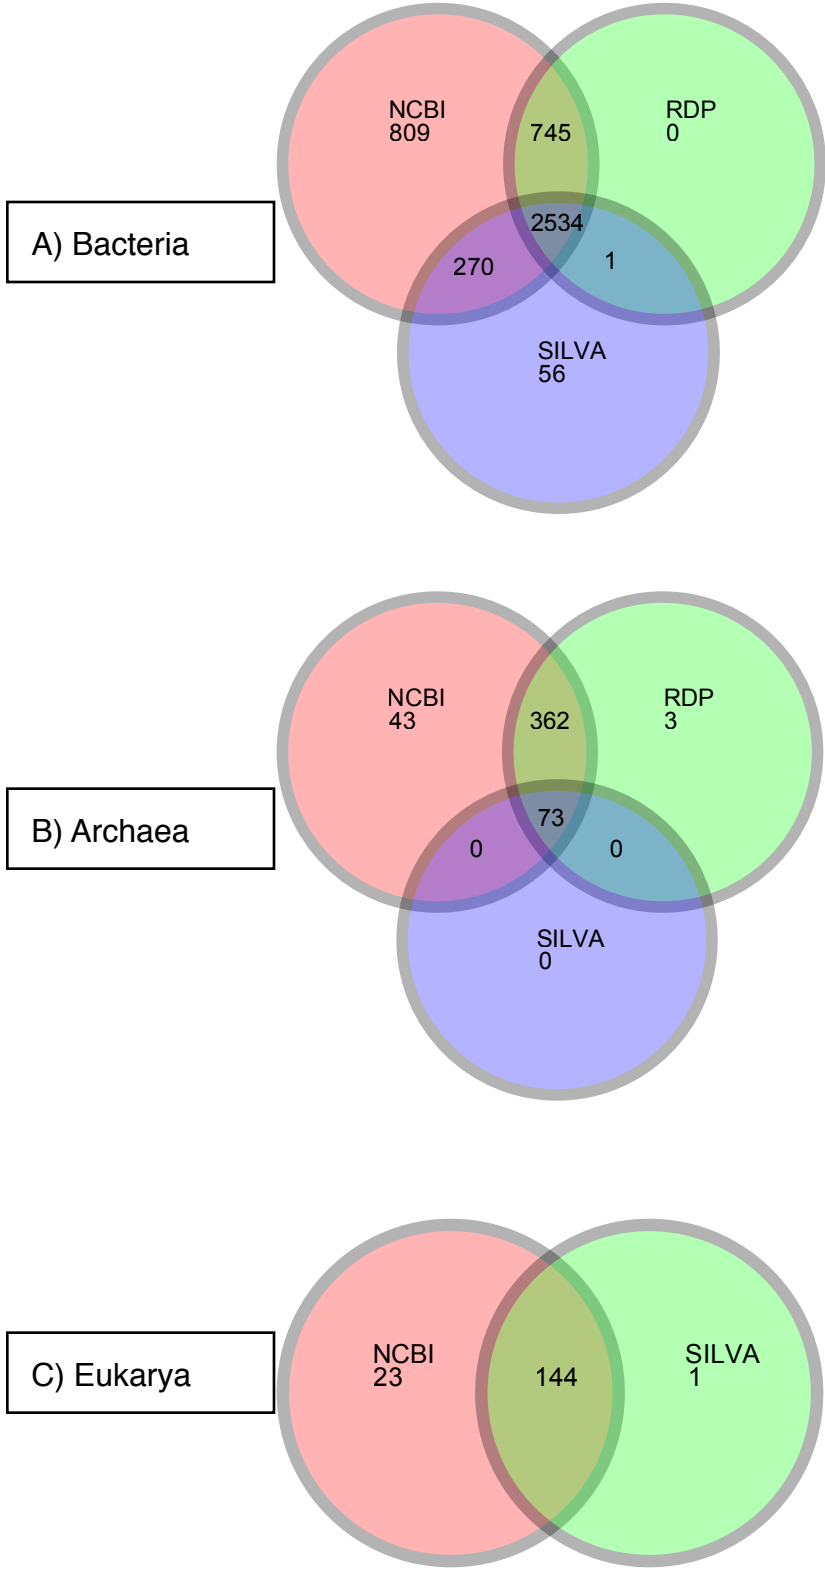 NCBI
809
745
RDP
0
A) Bacteria
2534
270
1
SILVA
56
NCBI
43
362
RDP
3
B) Archaea
73
0
0
SILVA
0
C) Eukarya
NCBI
23
144
SILVA
1